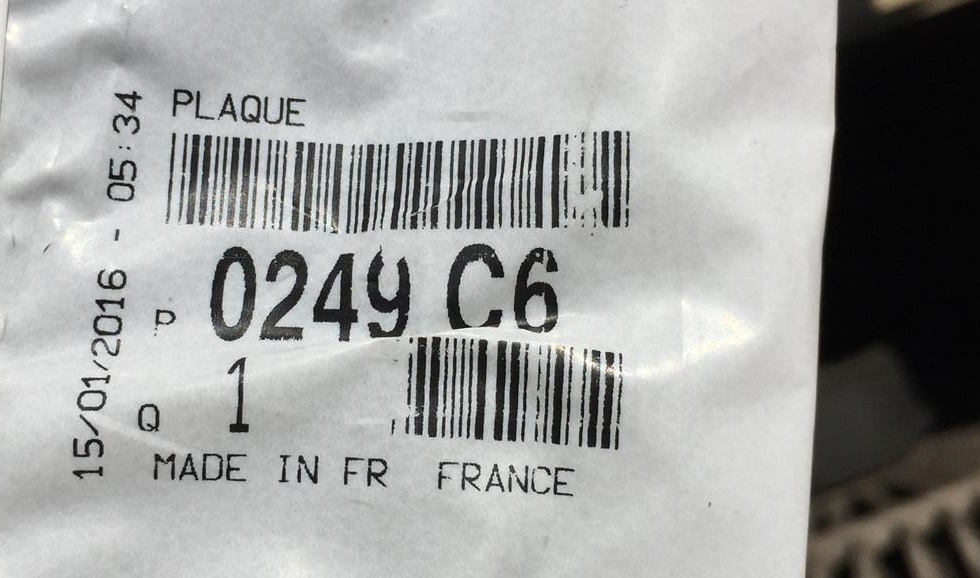 PLAQUE
15/01/2016 - 05:34
P 0249 C6
Q 1
MADE IN FR FRANCE